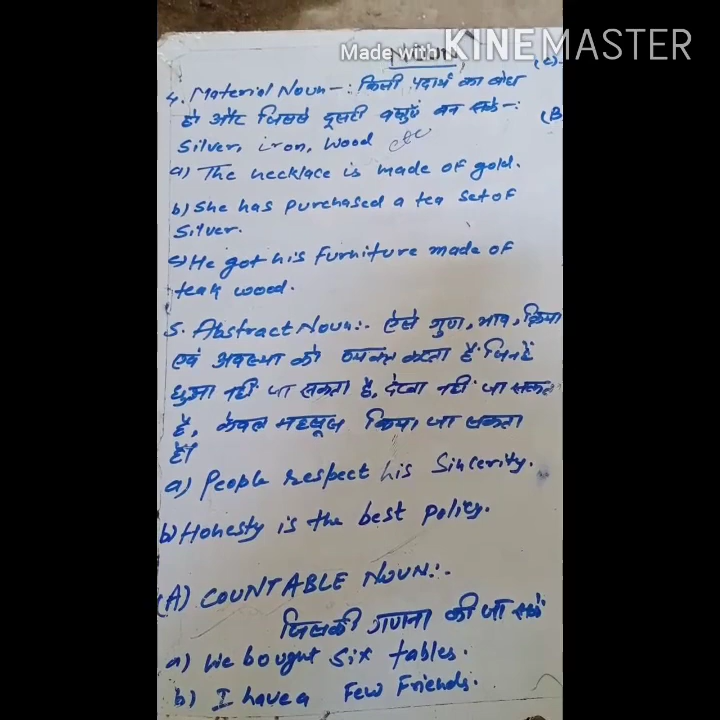 Made with KINEMASTER
Noun
(C)
4. Material Noun -: किसी पदार्थ का बोध
हो और जिससे दूसरी वस्तुएँ बन सके -:
(B)
Silver, iron, wood etc
a) The necklace is made of gold.
b) She has purchased a tea set of
Silver.
c) He got his furniture made of
teak wood.
5. Abstract Noun:. ऐसे गुण, भाव, क्रिया
एवं अवस्था को व्यक्त करता है जिन्हें
छुआ नहीं जा सकता है, देखा नहीं जा सकता
है, केवल महसूस किया जा सकता
है।
a) People respect his Sincerity.
b) Honesty is the best policy.
(A) COUNTABLE NOUN:.
जिसकी गणना की जा सके
a) We bought Six tables.
b) I have a Few Friends.